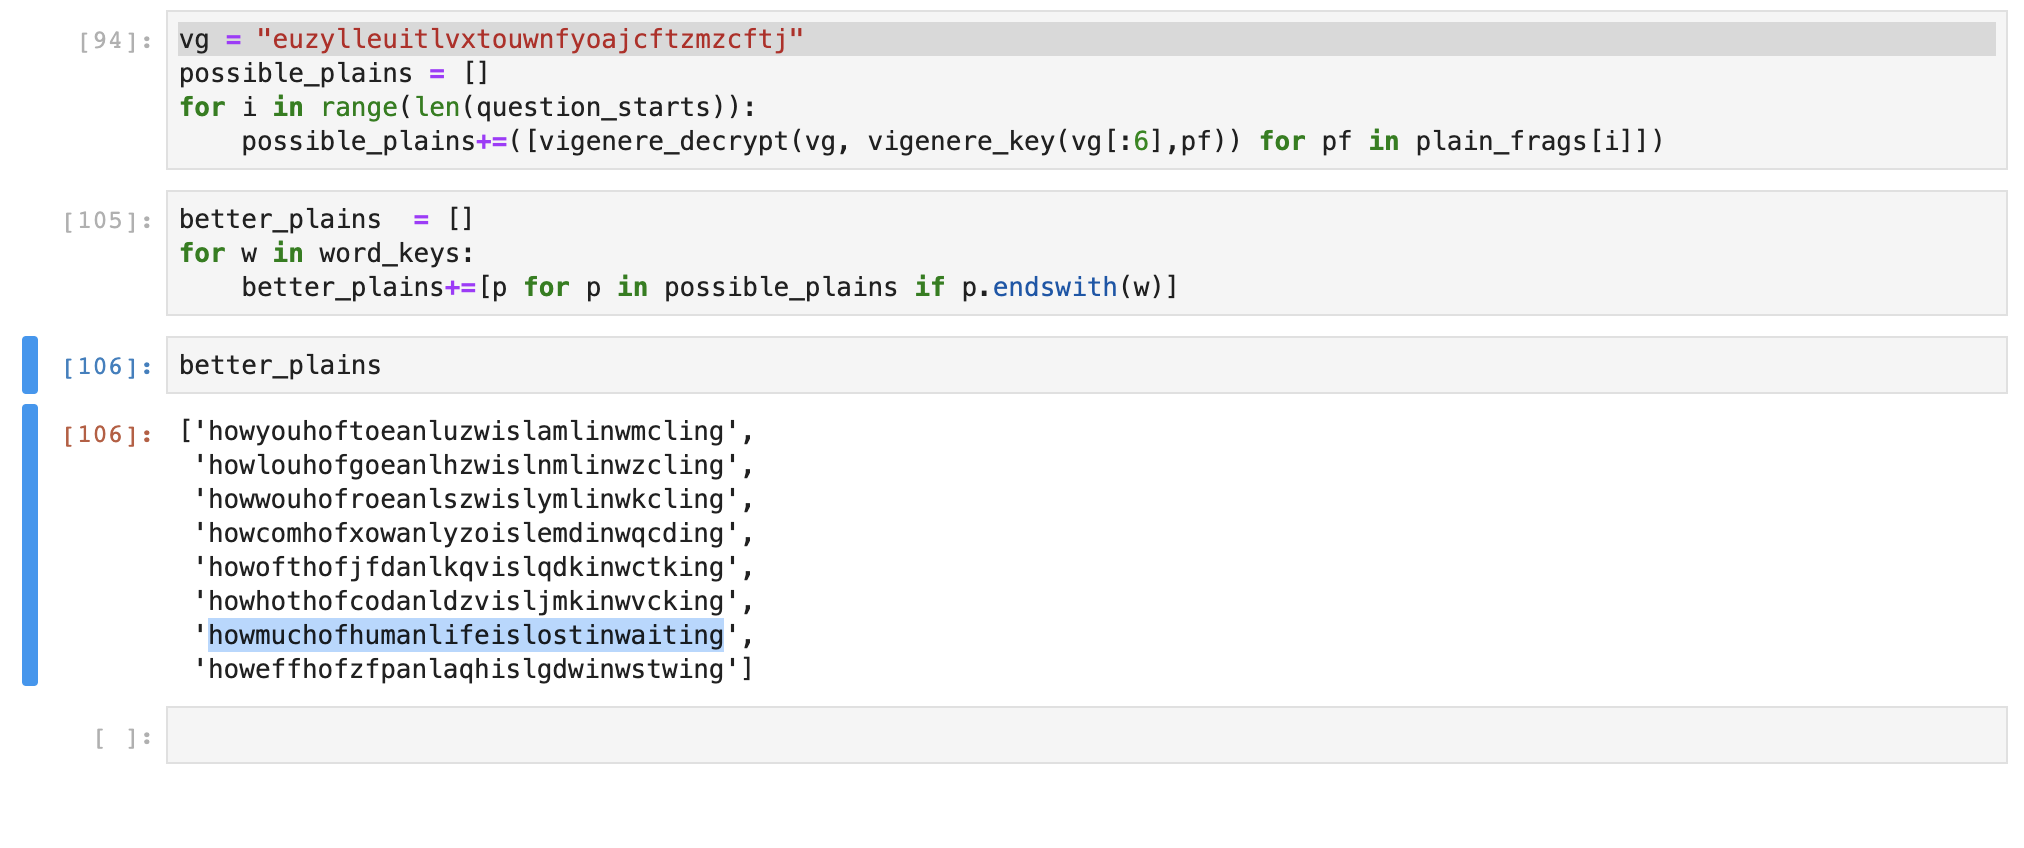 [94]: vg = "euzylleuitlvxtouwnfyoajcftzmzcftj"
possible_plains = []
for i in range(len(question_starts)):
    possible_plains+=([vigenere_decrypt(vg, vigenere_key(vg[:6],pf)) for pf in plain_frags[i]])
[105]: better_plains  = []
for w in word_keys:
    better_plains+=[p for p in possible_plains if p.endswith(w)]
[106]: better_plains
[106]: ['howyouhoftoeanluzwislamlinwmcling',
 'howlouhofgoeanlhzwislnmlinwzcling',
 'howwouhofroeanlszwislymlinwkcling',
 'howcomhofxowanlyzoislemdinwqcding',
 'howofthofjfdanlkqvislqdkinwctking',
 'howhothofcodanldzvisljmkinwvcking',
 'howmuchofhumanlifeislostinwaiting',
 'howeffhofzfpanlaqhislgdwinwstwing']
[ ]: